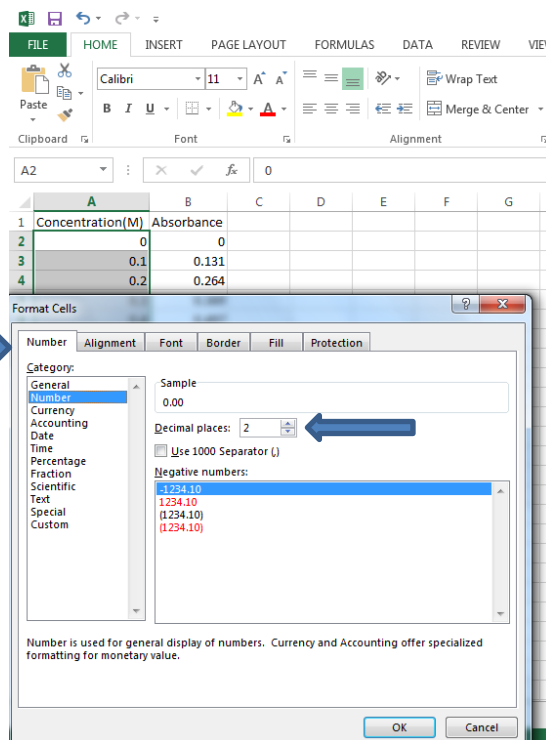 FILE HOME INSERT PAGE LAYOUT FORMULAS DATA REVIEW VIE
Paste Calibri 11 A A Wrap Text
B I U A Merge & Center
Clipboard Font Alignment
A2 fx 0
A B C D E F G
1 Concentration(M) Absorbance
2 0 0
3 0.1 0.131
4 0.2 0.264
Format Cells ?
Number Alignment Font Border Fill Protection
Category:
General
Number
Currency
Accounting
Date
Time
Percentage
Fraction
Scientific
Text
Special
Custom
Sample
0.00
Decimal places: 2
Use 1000 Separator (,)
Negative numbers:
-1234.10
1234.10
(1234.10)
(1234.10)
Number is used for general display of numbers. Currency and Accounting offer specialized
formatting for monetary value.
OK Cancel